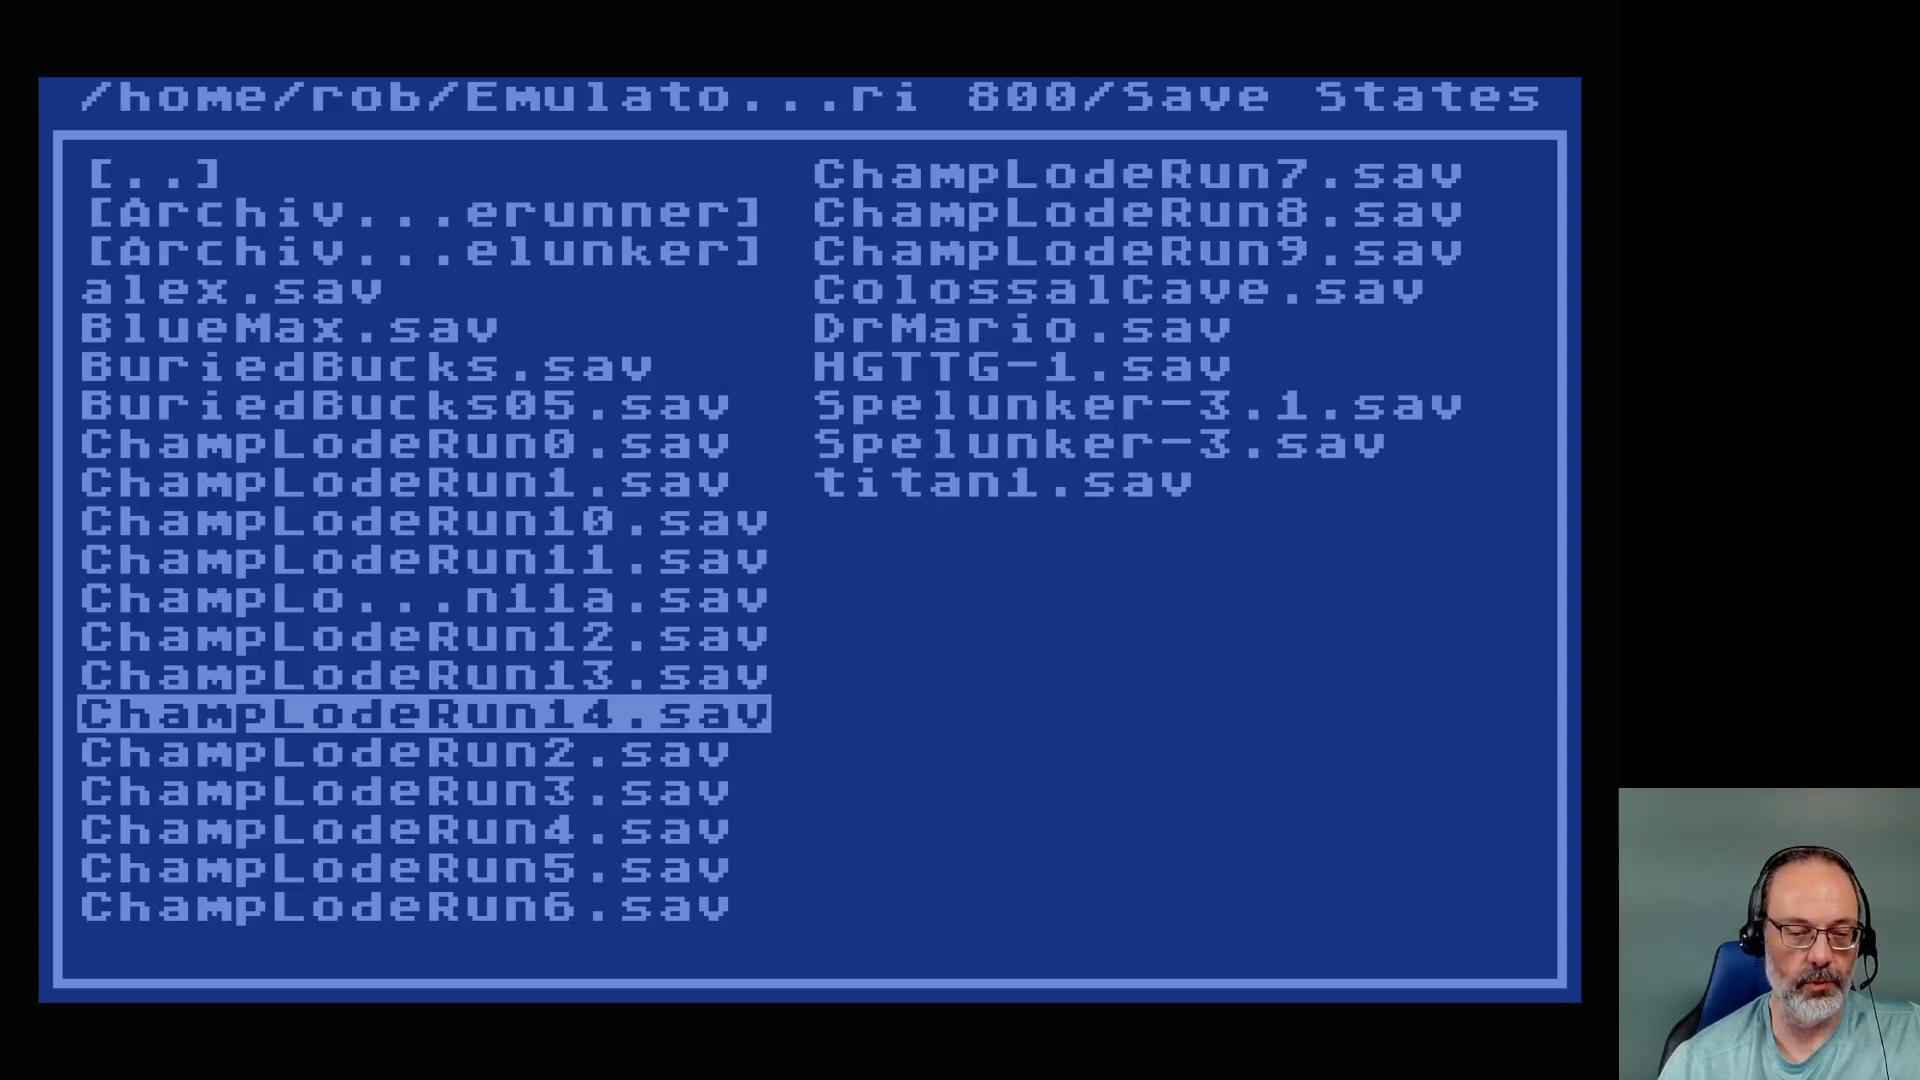 /home/rob/Emulato...ri 800/Save States
[..]
[Archiv...erunner]
[Archiv...elunker]
alex.sav
BlueMax.sav
BuriedBucks.sav
BuriedBucks05.sav
ChampLodeRun0.sav
ChampLodeRun1.sav
ChampLodeRun10.sav
ChampLodeRun11.sav
ChampLo...n11a.sav
ChampLodeRun12.sav
ChampLodeRun13.sav
ChampLodeRun14.sav
ChampLodeRun2.sav
ChampLodeRun3.sav
ChampLodeRun4.sav
ChampLodeRun5.sav
ChampLodeRun6.sav
ChampLodeRun7.sav
ChampLodeRun8.sav
ChampLodeRun9.sav
ColossalCave.sav
DrMario.sav
HGTTG-1.sav
Spelunker-3.1.sav
Spelunker-3.sav
titan1.sav